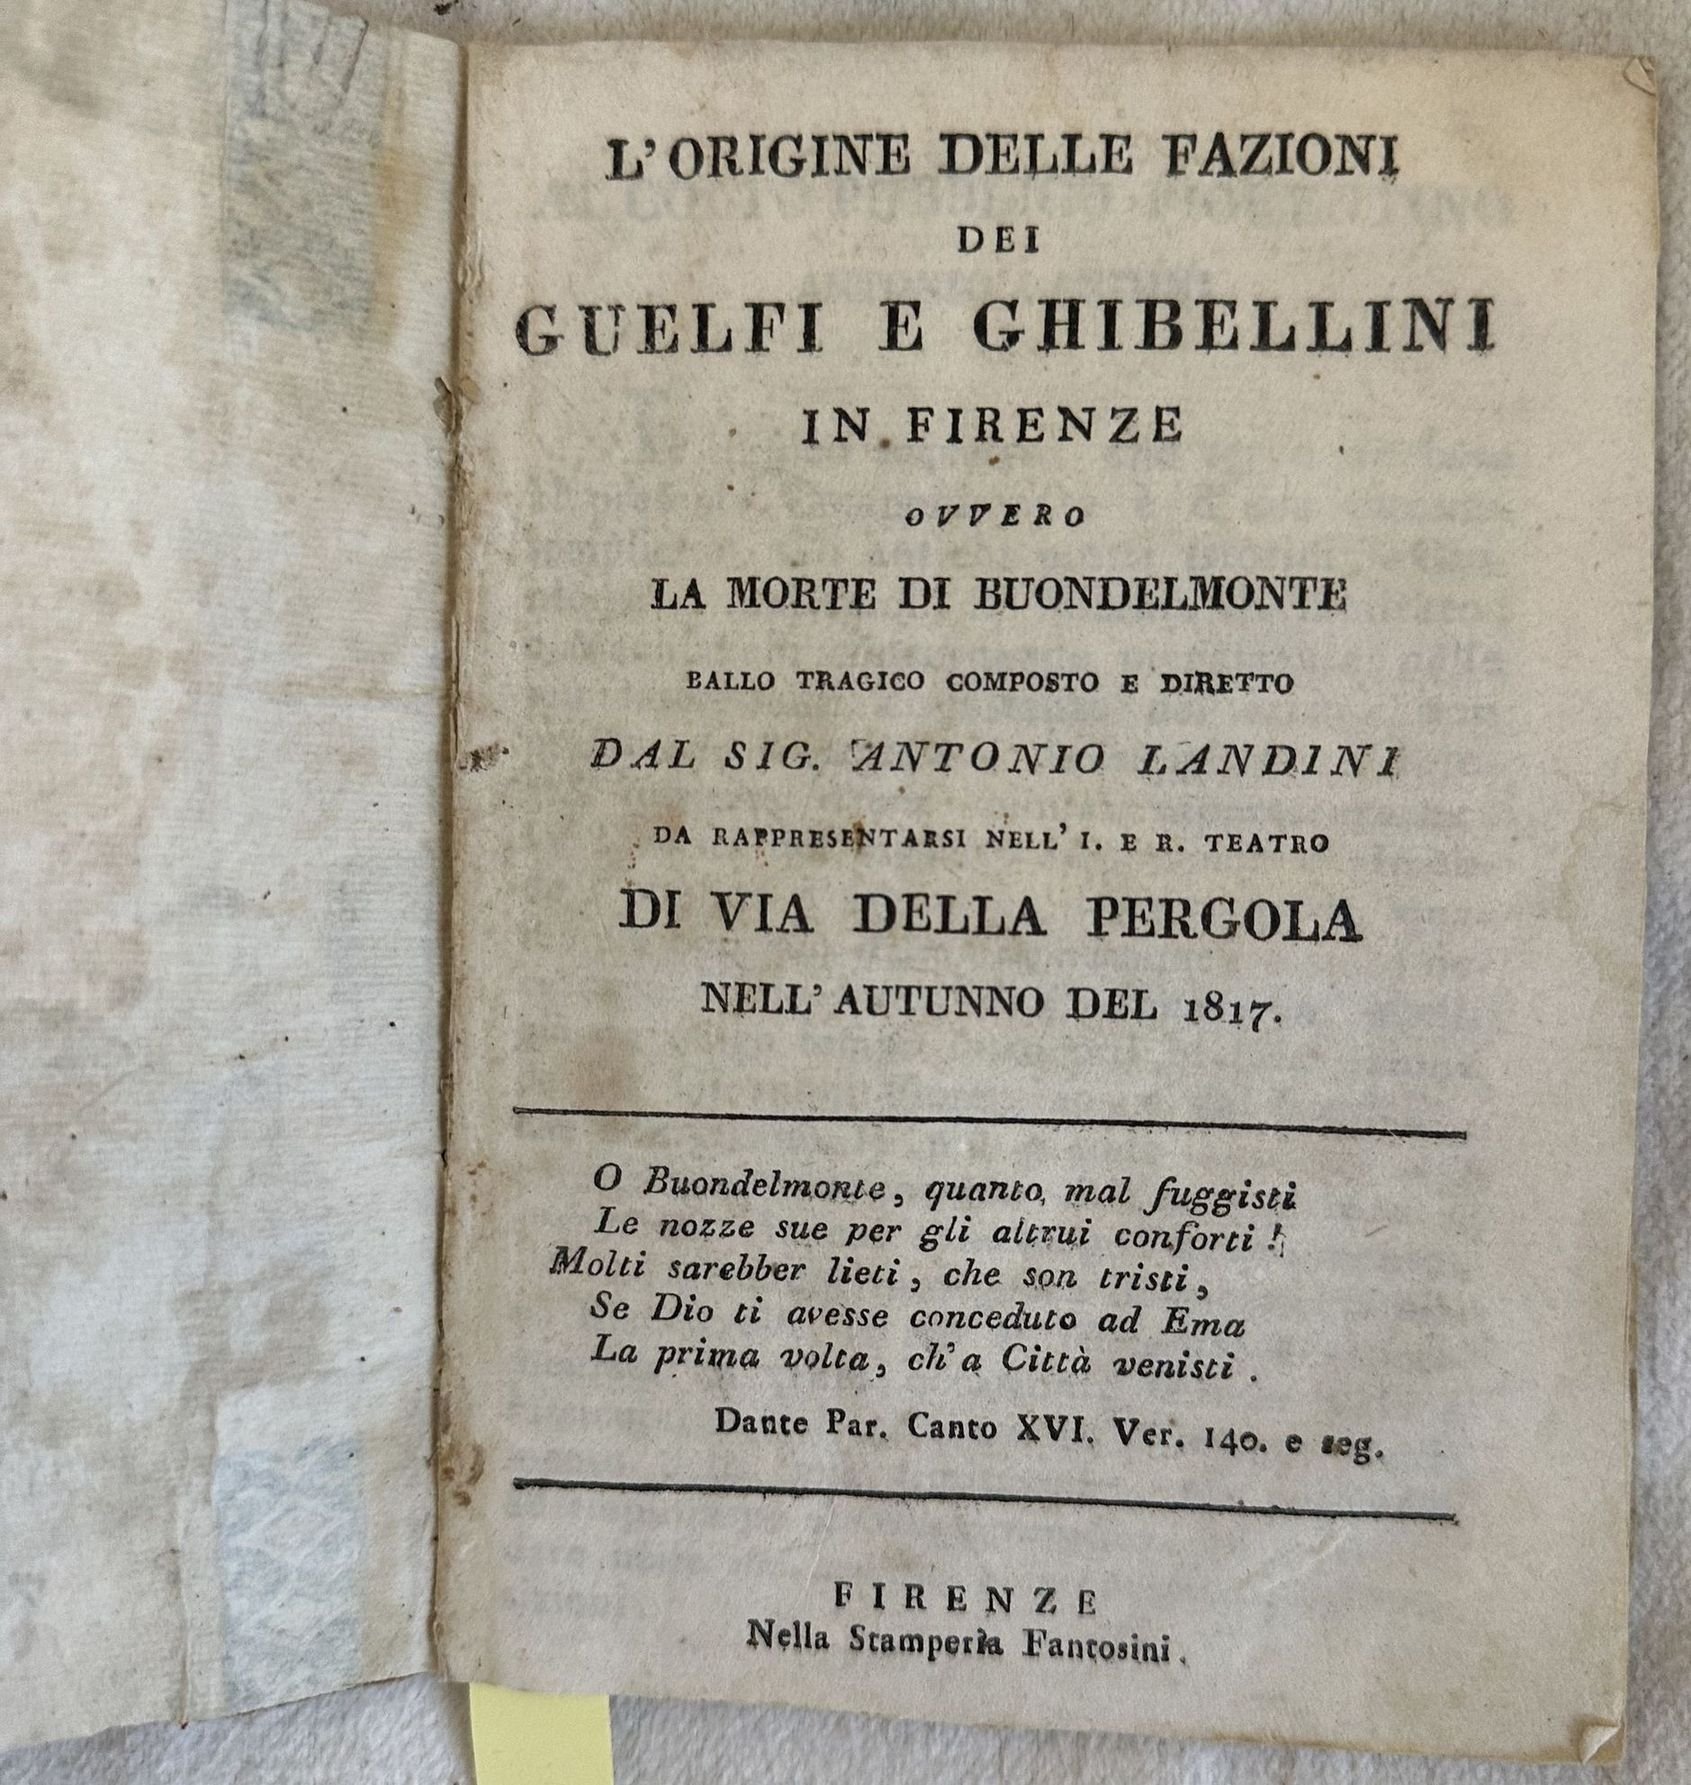 L'ORIGINE DELLE FAZIONI
DEI
GUELFI E GHIBELLINI
IN FIRENZE
OVVERO
LA MORTE DI BUONDELMONTE
BALLO TRAGICO COMPOSTO E DIRETTO
DAL SIG. ANTONIO LANDINI
DA RAPPRESENTARSI NELL' I. E R. TEATRO
DI VIA DELLA PERGOLA
NELL' AUTUNNO DEL 1817.
O Buondelmonte, quanto mal fuggisti
Le nozze sue per gli altrui conforti!
Molti sarebber lieti, che son tristi,
Se Dio ti avesse conceduto ad Ema
La prima volta, ch'a Città venisti.
Dante Par. Canto XVI. Ver. 140. e seg.
FIRENZE
Nella Stamperìa Fantosini.